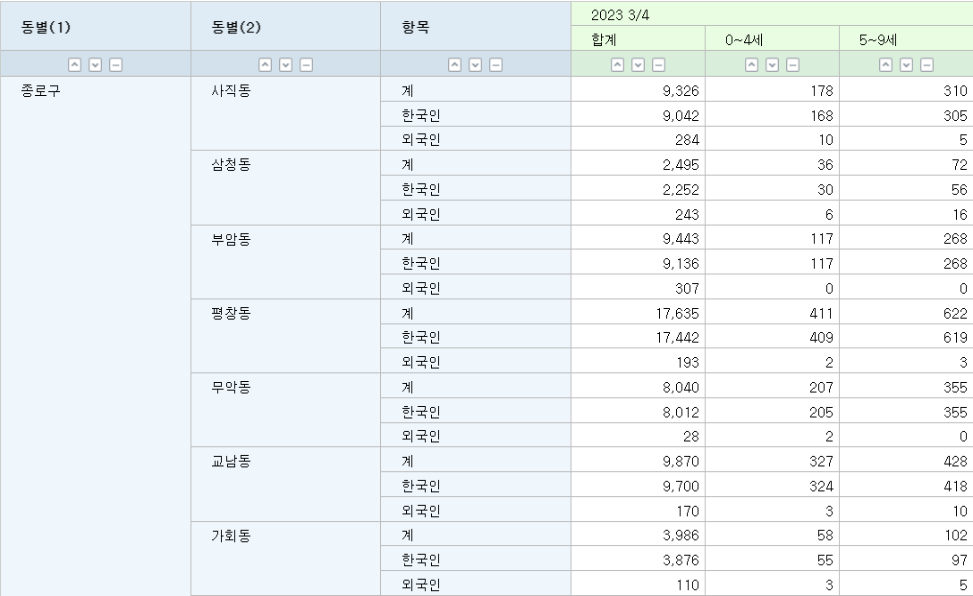 동별(1) 동별(2) 항목 2023 3/4
합계 0~4세 5~9세
종로구 사직동 계 9,326 178 310
한국인 9,042 168 305
외국인 284 10 5
삼청동 계 2,495 36 72
한국인 2,252 30 56
외국인 243 6 16
부암동 계 9,443 117 268
한국인 9,136 117 268
외국인 307 0 0
평창동 계 17,635 411 622
한국인 17,442 409 619
외국인 193 2 3
무악동 계 8,040 207 355
한국인 8,012 205 355
외국인 28 2 0
교남동 계 9,870 327 428
한국인 9,700 324 418
외국인 170 3 10
가회동 계 3,986 58 102
한국인 3,876 55 97
외국인 110 3 5